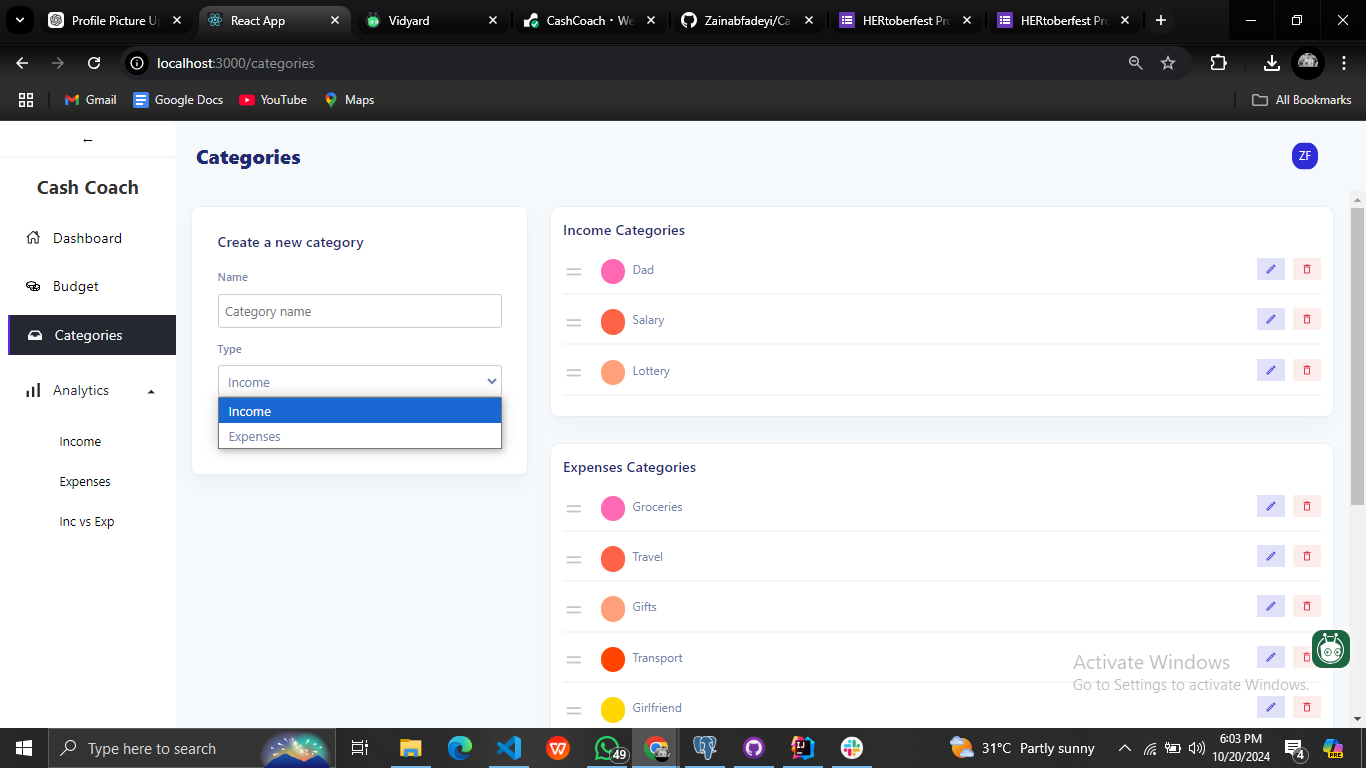 Profile Picture U
React App
Vidyard
CashCoach · We
Zainabfadeyi/Ca
HERtoberfest Pro
HERtoberfest Pro
localhost:3000/categories
Gmail
Google Docs
YouTube
Maps
All Bookmarks
←
Cash Coach
Dashboard
Budget
Categories
Analytics
Income
Expenses
Inc vs Exp
Categories
ZF
Create a new category
Name
Category name
Type
Income
Income
Expenses
Income Categories
Dad
Salary
Lottery
Expenses Categories
Groceries
Travel
Gifts
Transport
Girlfriend
Activate Windows
Go to Settings to activate Windows.
Type here to search
49
31°C Partly sunny
6:03 PM
10/20/2024
4
PRE